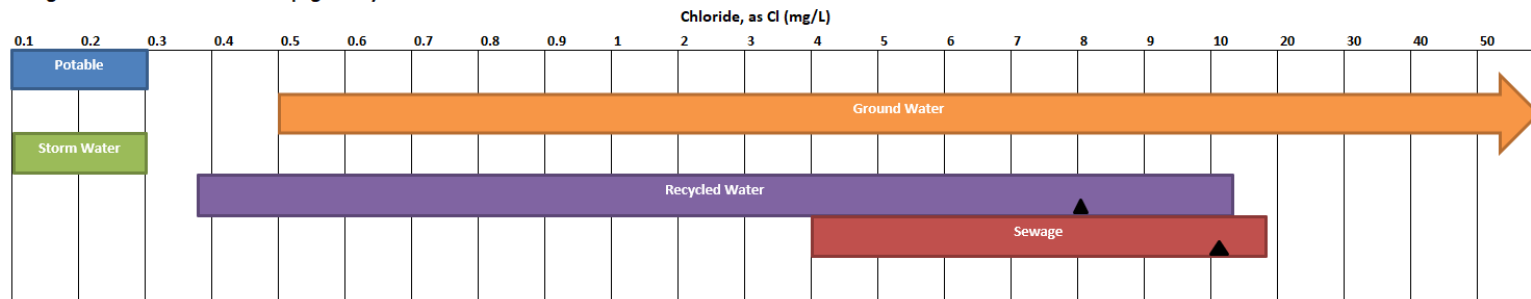 Chloride, as Cl (mg/L)
0.1 0.2 0.3 0.4 0.5 0.6 0.7 0.8 0.9 1 2 3 4 5 6 7 8 9 10 20 30 40 50
Potable
Ground Water
Storm Water
Recycled Water
Sewage